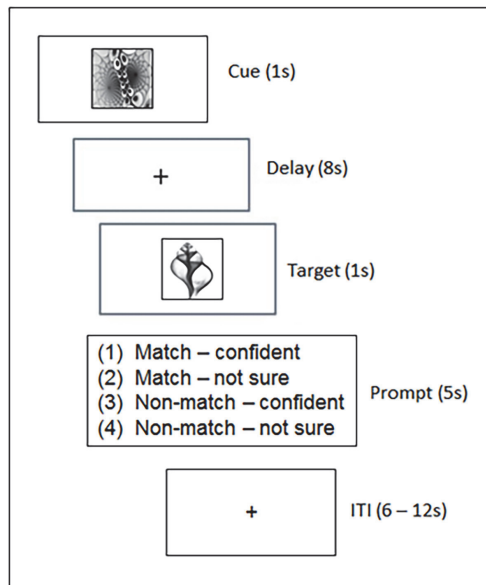 Cue (1s)
+
Delay (8s)
Target (1s)
(1) Match – confident
(2) Match – not sure
(3) Non-match – confident
(4) Non-match – not sure
Prompt (5s)
+
ITI (6 – 12s)